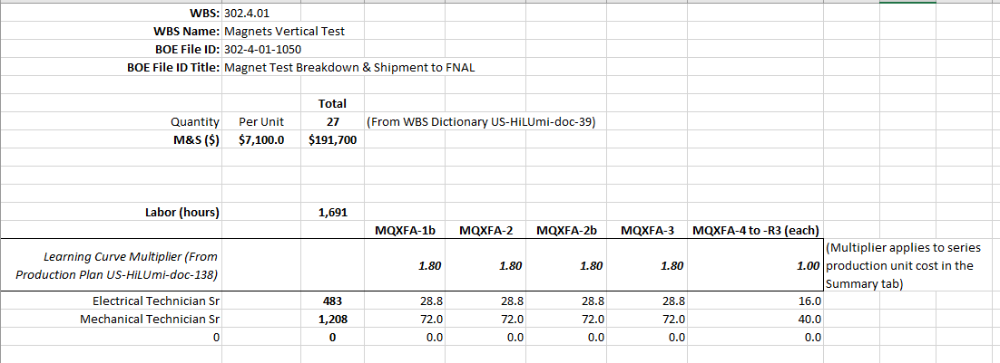 WBS: 302.4.01
WBS Name: Magnets Vertical Test
BOE File ID: 302-4-01-1050
BOE File ID Title: Magnet Test Breakdown & Shipment to FNAL
Total
Quantity Per Unit 27 (From WBS Dictionary US-HiLUmi-doc-39)
M&S ($) $7,100.0 $191,700
Labor (hours) 1,691
MQXFA-1b MQXFA-2 MQXFA-2b MQXFA-3 MQXFA-4 to -R3 (each)
Learning Curve Multiplier (From
Production Plan US-HiLUmi-doc-138)
1.80 1.80 1.80 1.80 1.00
(Multiplier applies to series
production unit cost in the
Summary tab)
Electrical Technician Sr 483 28.8 28.8 28.8 28.8 16.0
Mechanical Technician Sr 1,208 72.0 72.0 72.0 72.0 40.0
0 0 0.0 0.0 0.0 0.0 0.0